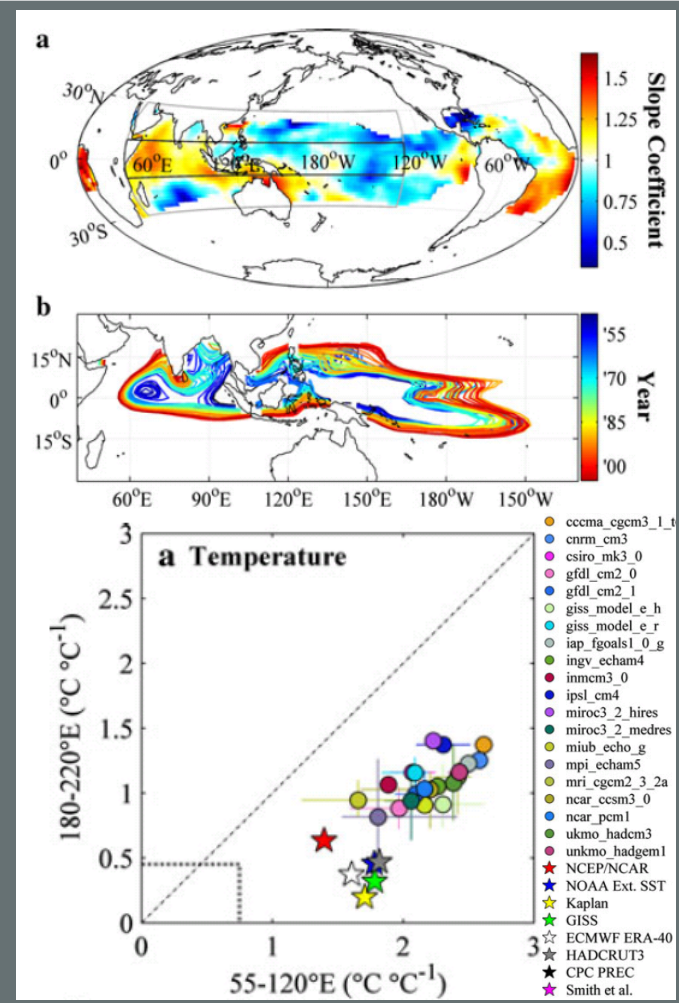 a
30°N
0°
30°S
60°E 120°E 180°W 120°W 60°W
1.5
1.25
1
0.75
0.5
Slope Coefficient
b
15°N
0°
15°S
60°E 90°E 120°E 150°E 180°W 150°W
'55
'70
'85
'00
Year
a Temperature
3
2.5
2
1.5
1
0.5
0
180-220°E (°C °C⁻¹)
0 1 2 3
55-120°E (°C °C⁻¹)
cccma_cgcm3_1_t
cnrm_cm3
csiro_mk3_0
gfdl_cm2_0
gfdl_cm2_1
giss_model_e_h
giss_model_e_r
iap_fgoals1_0_g
ingv_echam4
inmcm3_0
ipsl_cm4
miroc3_2_hires
miroc3_2_medres
miub_echo_g
mpi_echam5
mri_cgcm2_3_2a
ncar_ccsm3_0
ncar_pcm1
ukmo_hadcm3
unkmo_hadgem1
NCEP/NCAR
NOAA Ext. SST
Kaplan
GISS
ECMWF ERA-40
HADCRUT3
CPC PREC
Smith et al.